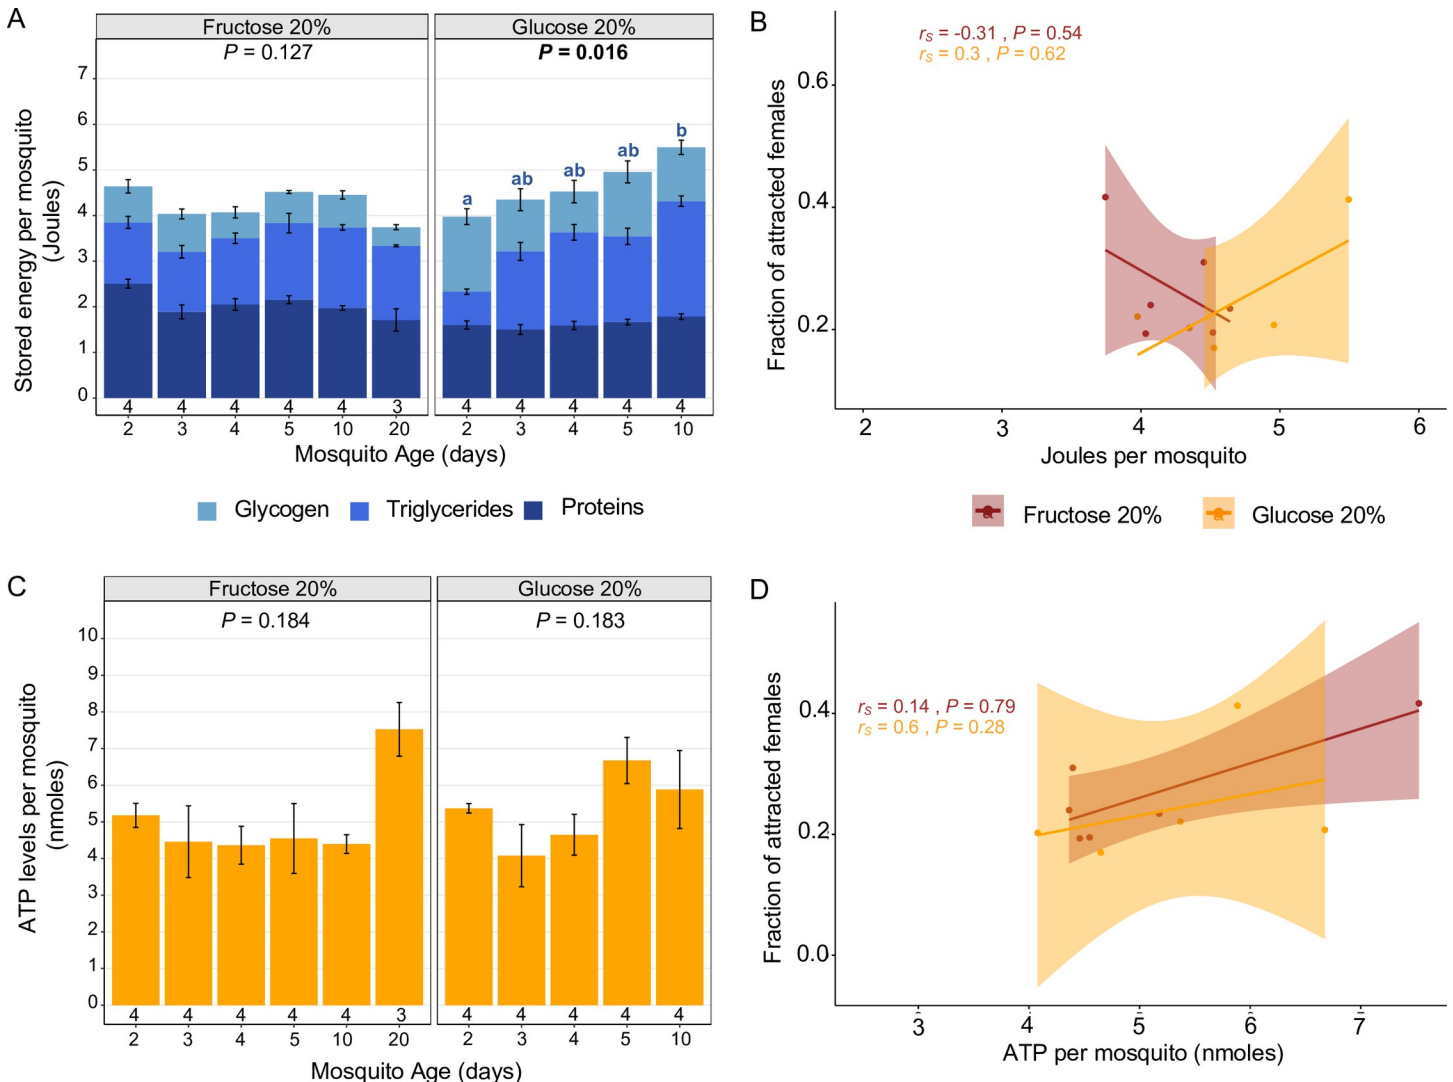 A
Fructose 20%
Glucose 20%
P = 0.127
P = 0.016
7
6
5
4
3
2
1
0
Stored energy per mosquito
(Joules)
a
ab
ab
ab
b
4 4 4 4 4 3
4 4 4 4 4
2 3 4 5 10 20
2 3 4 5 10
Mosquito Age (days)
Glycogen
Triglycerides
Proteins
B
rS = -0.31 , P = 0.54
rS = 0.3 , P = 0.62
0.6
0.4
0.2
Fraction of attracted females
2 3 4 5 6
Joules per mosquito
Fructose 20%
Glucose 20%
C
Fructose 20%
Glucose 20%
P = 0.184
P = 0.183
10
9
8
7
6
5
4
3
2
1
0
ATP levels per mosquito
(nmoles)
4 4 4 4 4 3
4 4 4 4 4
2 3 4 5 10 20
2 3 4 5 10
Mosquito Age (days)
D
rS = 0.14 , P = 0.79
rS = 0.6 , P = 0.28
0.4
0.2
0.0
Fraction of attracted females
3 4 5 6 7
ATP per mosquito (nmoles)